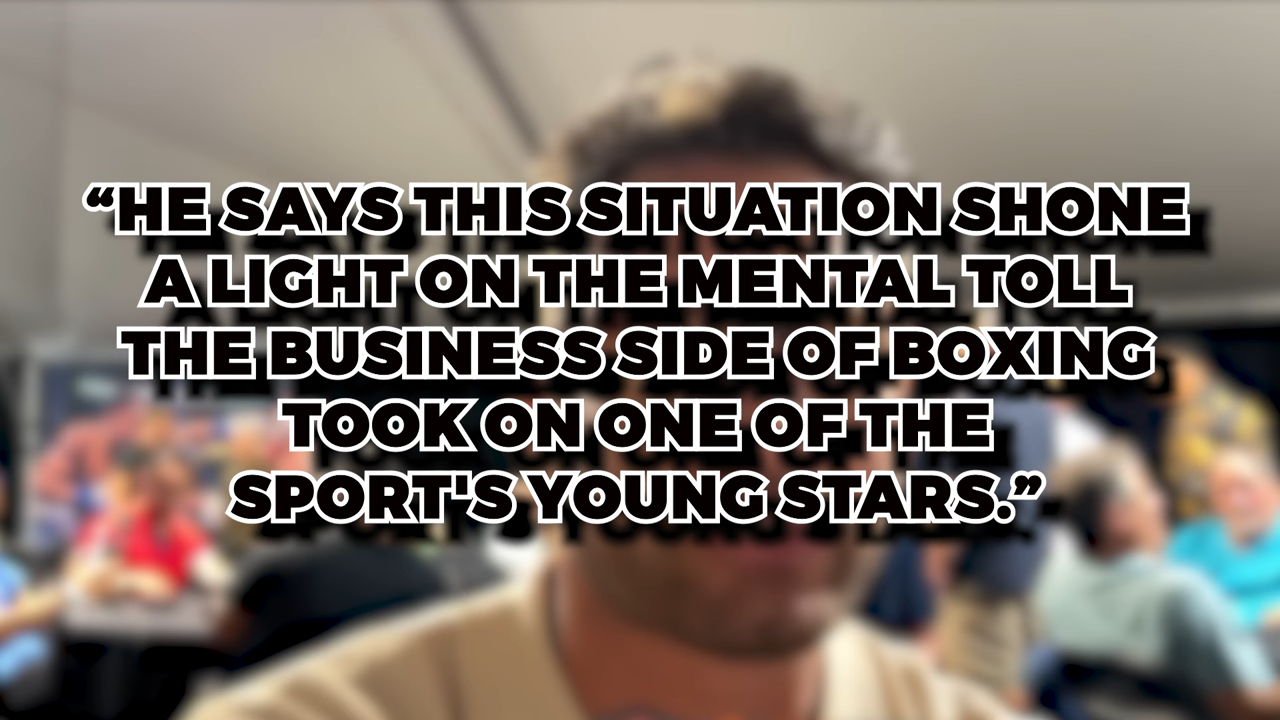 “HE SAYS THIS SITUATION SHONE
A LIGHT ON THE MENTAL TOLL
THE BUSINESS SIDE OF BOXING
TOOK ON ONE OF THE
SPORT'S YOUNG STARS.”